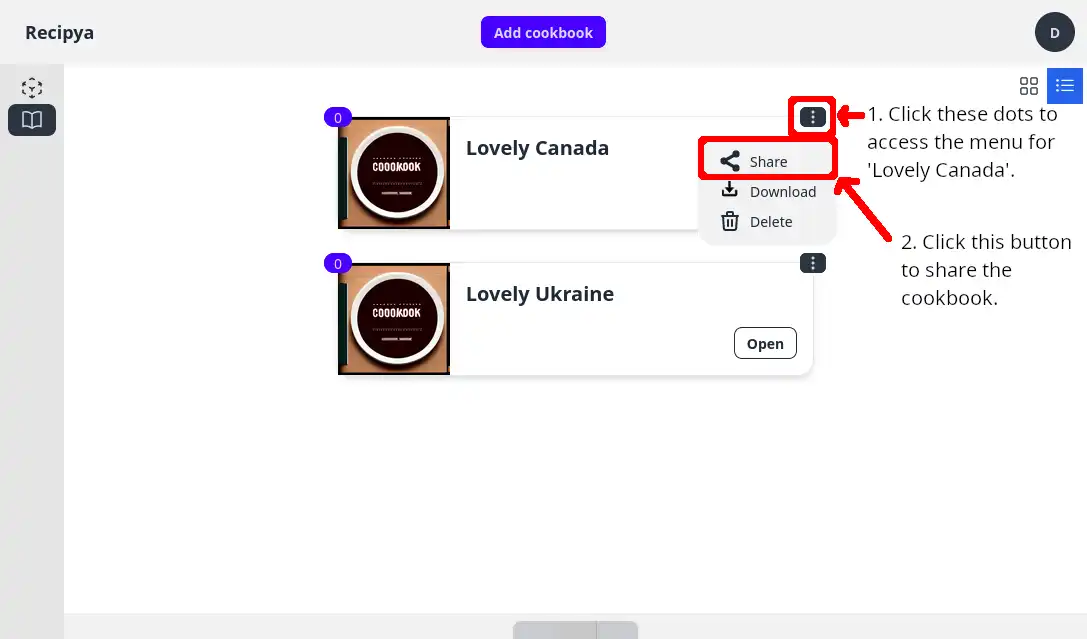 Recipya
Add cookbook
D
0
COOOKOOK
Lovely Canada
Share
Download
Delete
1. Click these dots to
access the menu for
'Lovely Canada'.
2. Click this button
to share the
cookbook.
0
COOOKOOK
Lovely Ukraine
Open